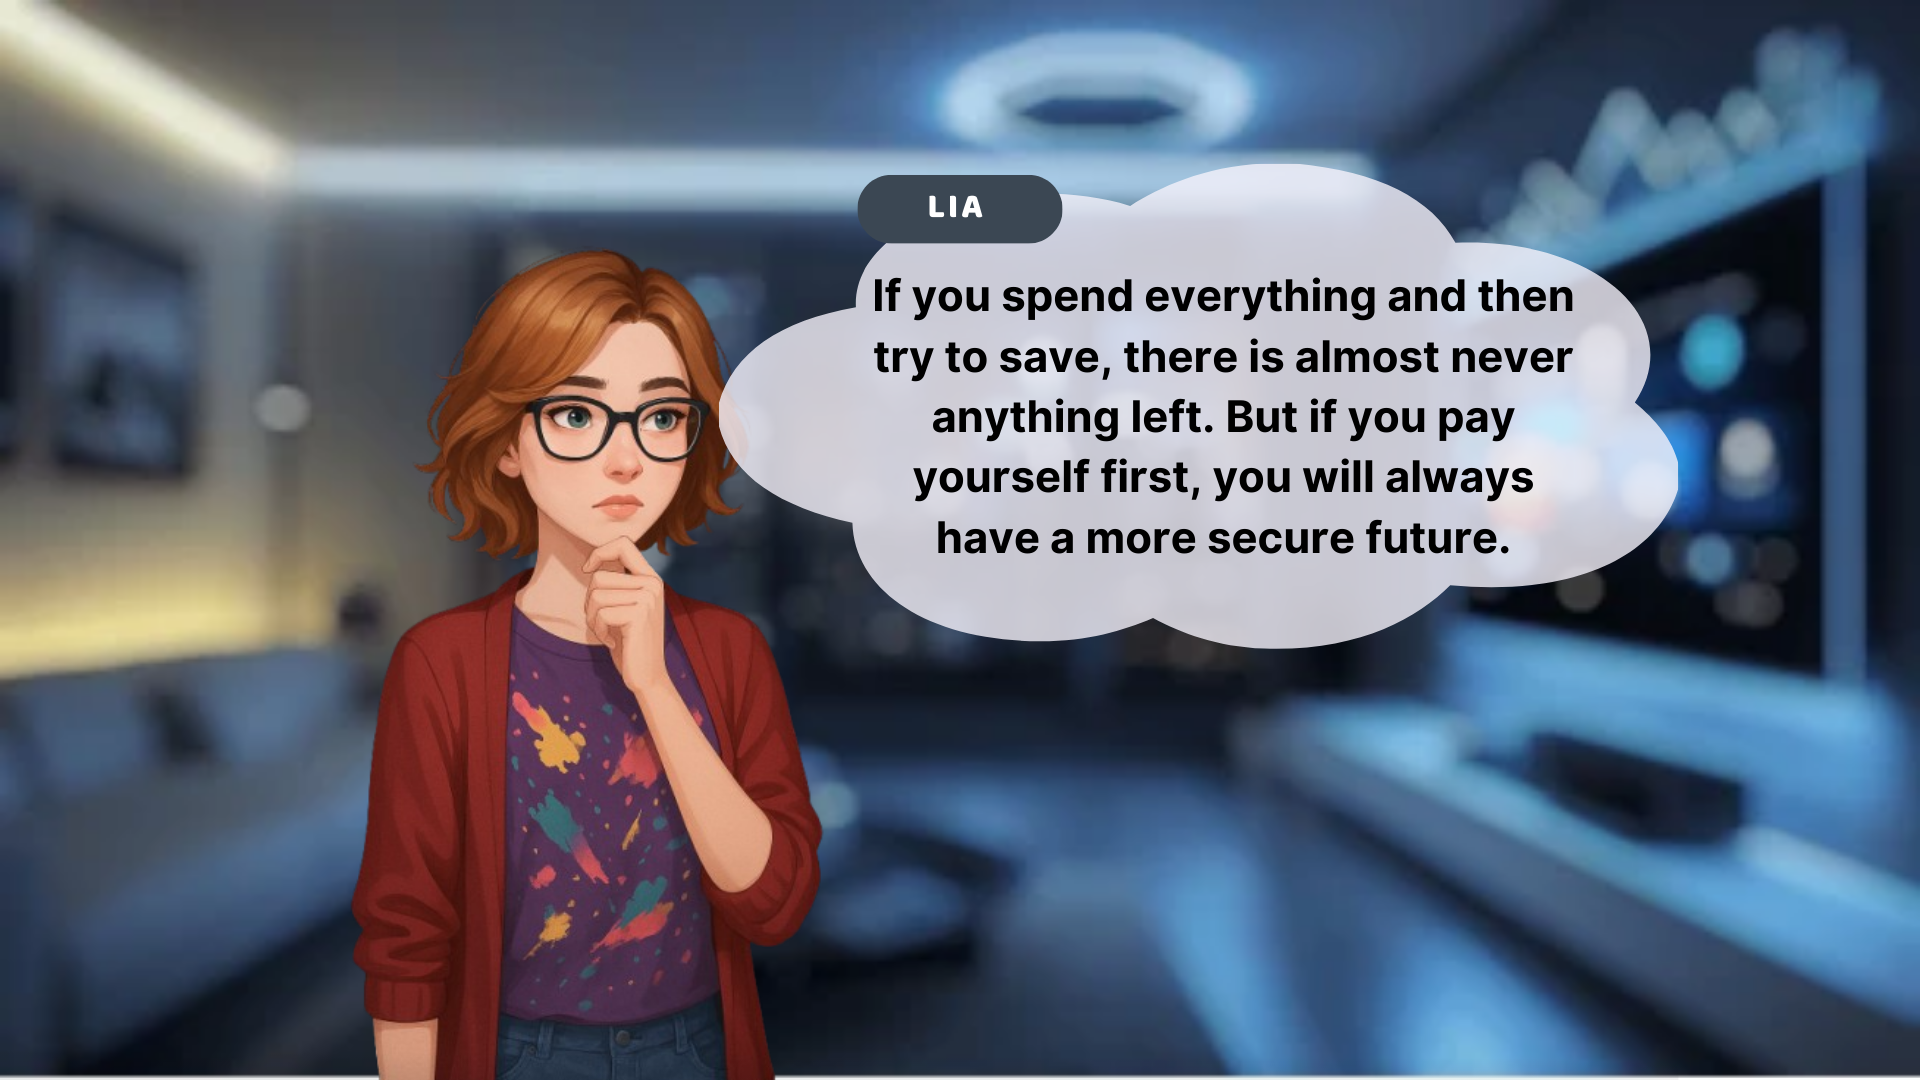 LIA
If you spend everything and then
try to save, there is almost never
anything left. But if you pay
yourself first, you will always
have a more secure future.